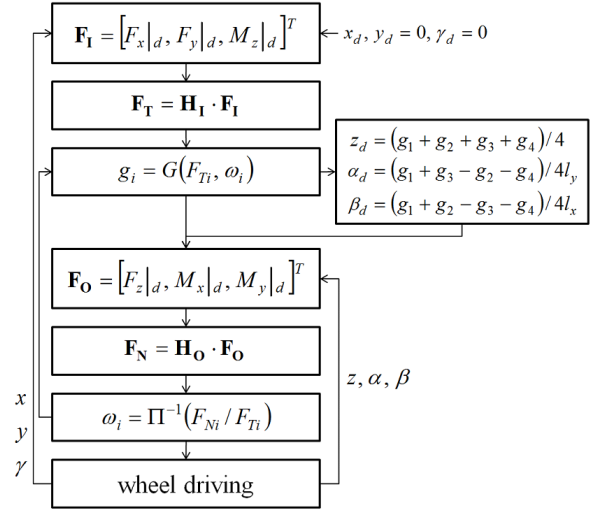 F_I = [F_x|_d, F_y|_d, M_z|_d]^T
x_d, y_d = 0, γ_d = 0
F_T = H_I · F_I
g_i = G(F_Ti, ω_i)
z_d = (g_1 + g_2 + g_3 + g_4)/4
α_d = (g_1 + g_3 - g_2 - g_4)/4l_y
β_d = (g_1 + g_2 - g_3 - g_4)/4l_x
F_O = [F_z|_d, M_x|_d, M_y|_d]^T
F_N = H_O · F_O
z, α, β
x
y
γ
ω_i = Π^-1(F_Ni / F_Ti)
wheel driving